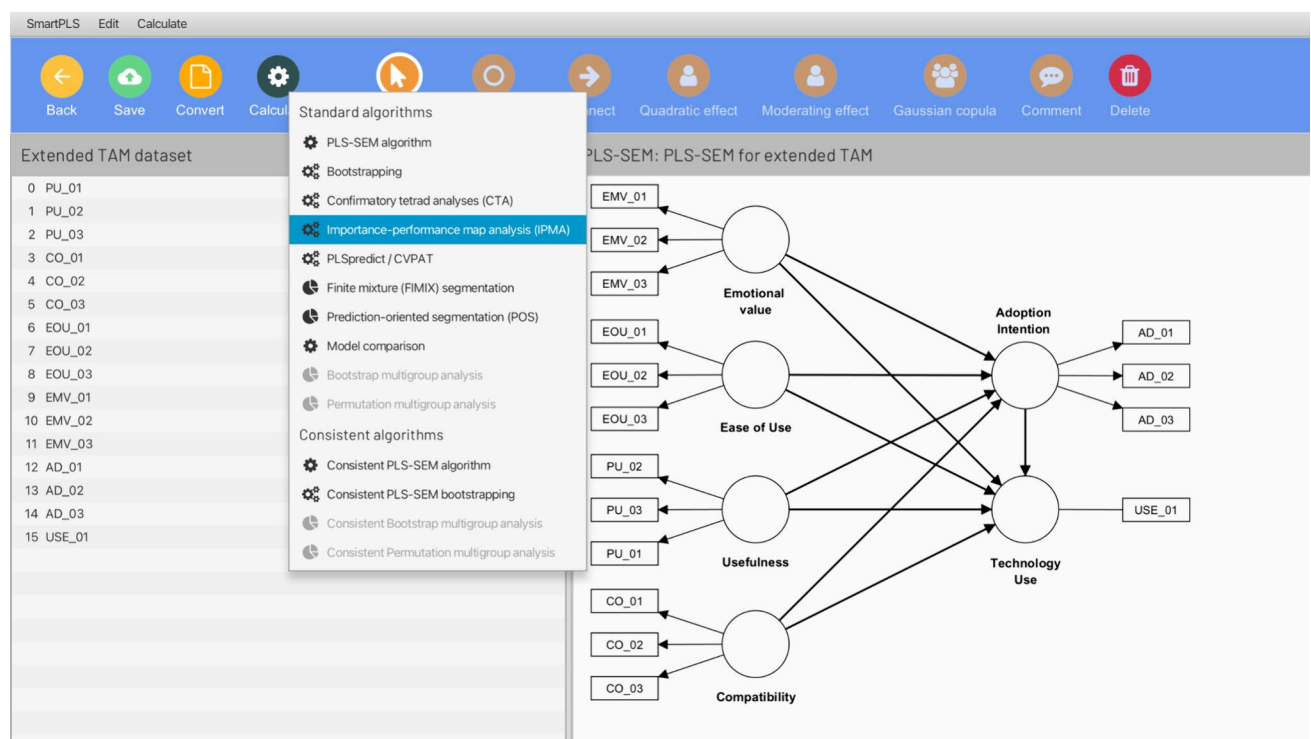 SmartPLS Edit Calculate
Back Save Convert Calcul nnect Quadratic effect Moderating effect Gaussian copula Comment Delete
Extended TAM dataset
0 PU_01
1 PU_02
2 PU_03
3 CO_01
4 CO_02
5 CO_03
6 EOU_01
7 EOU_02
8 EOU_03
9 EMV_01
10 EMV_02
11 EMV_03
12 AD_01
13 AD_02
14 AD_03
15 USE_01
Standard algorithms
PLS-SEM algorithm
Bootstrapping
Confirmatory tetrad analyses (CTA)
Importance-performance map analysis (IPMA)
PLSpredict / CVPAT
Finite mixture (FIMIX) segmentation
Prediction-oriented segmentation (POS)
Model comparison
Bootstrap multigroup analysis
Permutation multigroup analysis
Consistent algorithms
Consistent PLS-SEM algorithm
Consistent PLS-SEM bootstrapping
Consistent Bootstrap multigroup analysis
Consistent Permutation multigroup analysis
PLS-SEM: PLS-SEM for extended TAM
EMV_01
EMV_02
EMV_03
Emotional
value
EOU_01
EOU_02
EOU_03
Ease of Use
PU_02
PU_03
PU_01
Usefulness
CO_01
CO_02
CO_03
Compatibility
Adoption
Intention
AD_01
AD_02
AD_03
USE_01
Technology
Use